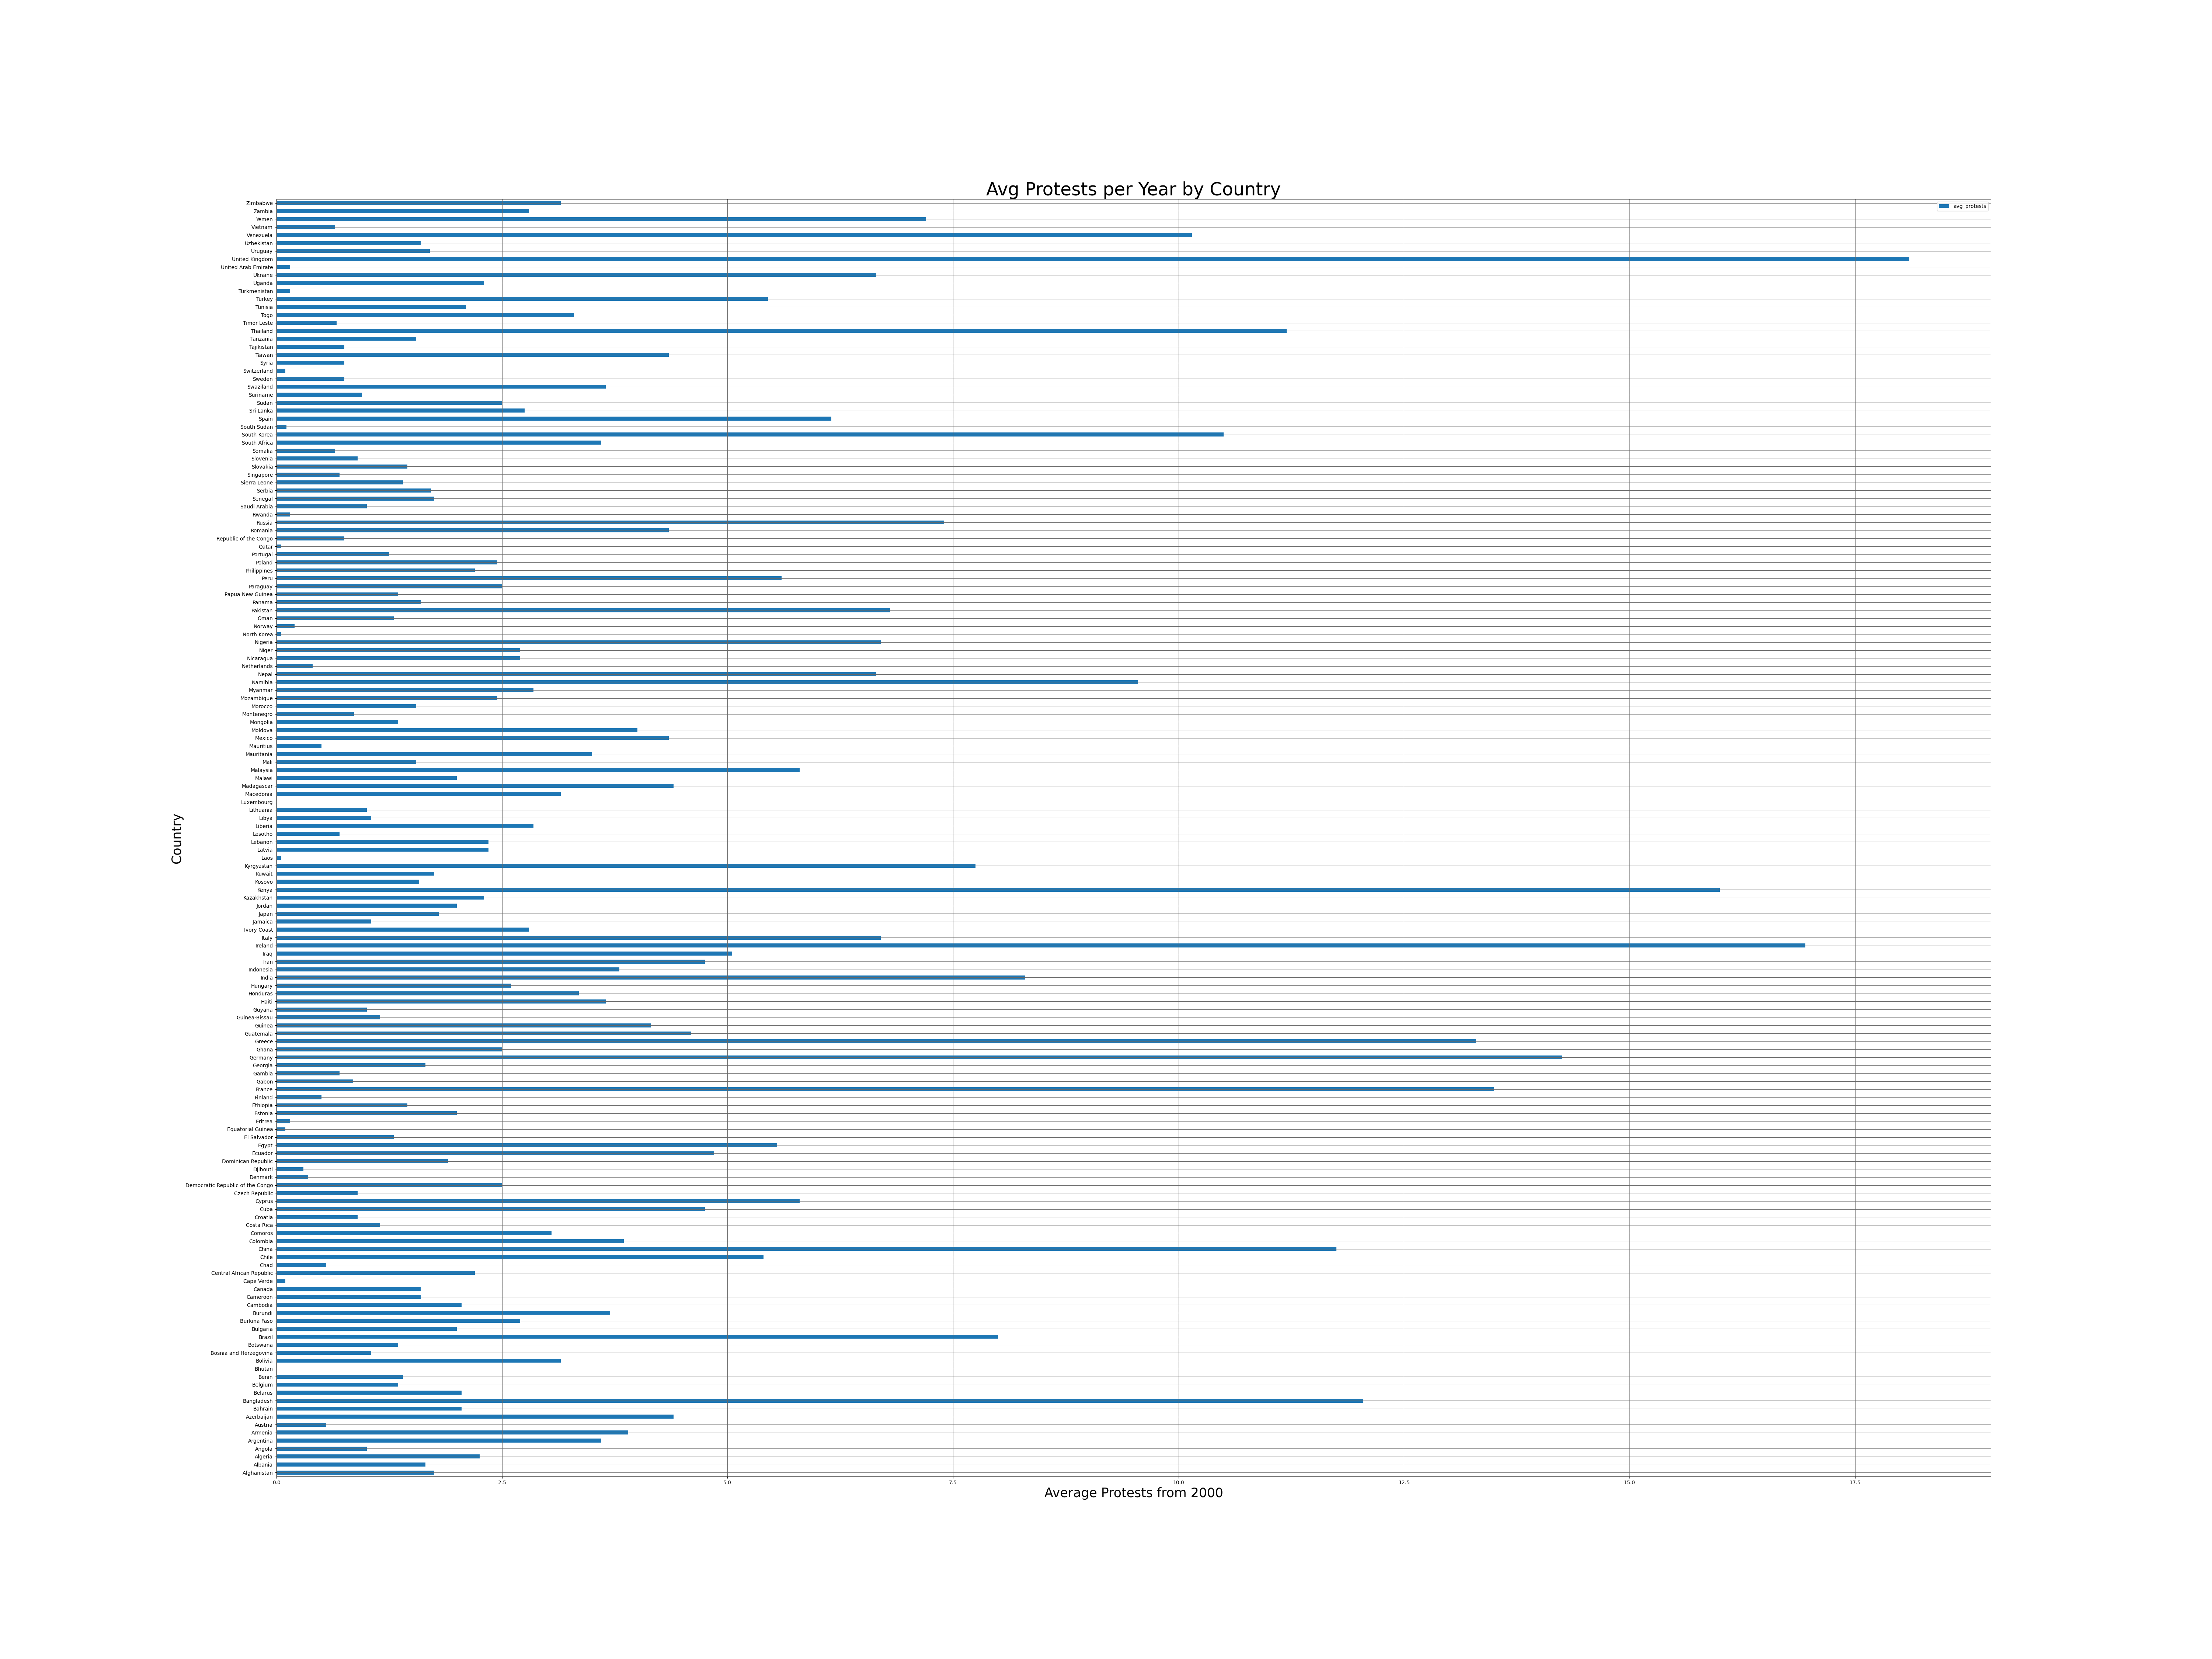 Avg Protests per Year by Country
avg_protests
Zimbabwe
Zambia
Yemen
Vietnam
Venezuela
Uzbekistan
Uruguay
United Kingdom
United Arab Emirate
Ukraine
Uganda
Turkmenistan
Turkey
Tunisia
Togo
Timor Leste
Thailand
Tanzania
Tajikistan
Taiwan
Syria
Switzerland
Sweden
Swaziland
Suriname
Sudan
Sri Lanka
Spain
South Sudan
South Korea
South Africa
Somalia
Slovenia
Slovakia
Singapore
Sierra Leone
Serbia
Senegal
Saudi Arabia
Rwanda
Russia
Romania
Republic of the Congo
Qatar
Portugal
Poland
Philippines
Peru
Paraguay
Papua New Guinea
Panama
Pakistan
Oman
Norway
North Korea
Nigeria
Niger
Nicaragua
Netherlands
Nepal
Namibia
Myanmar
Mozambique
Morocco
Montenegro
Mongolia
Moldova
Mexico
Mauritius
Mauritania
Mali
Malaysia
Malawi
Madagascar
Macedonia
Luxembourg
Lithuania
Libya
Liberia
Lesotho
Lebanon
Latvia
Laos
Kyrgyzstan
Kuwait
Kosovo
Kenya
Kazakhstan
Jordan
Japan
Jamaica
Ivory Coast
Italy
Ireland
Iraq
Iran
Indonesia
India
Hungary
Honduras
Haiti
Guyana
Guinea-Bissau
Guinea
Guatemala
Greece
Ghana
Germany
Georgia
Gambia
Gabon
France
Finland
Ethiopia
Estonia
Eritrea
Equatorial Guinea
El Salvador
Egypt
Ecuador
Dominican Republic
Djibouti
Denmark
Democratic Republic of the Congo
Czech Republic
Cyprus
Cuba
Croatia
Costa Rica
Comoros
Colombia
China
Chile
Chad
Central African Republic
Cape Verde
Canada
Cameroon
Cambodia
Burundi
Burkina Faso
Bulgaria
Brazil
Botswana
Bosnia and Herzegovina
Bolivia
Bhutan
Benin
Belgium
Belarus
Bangladesh
Bahrain
Azerbaijan
Austria
Armenia
Argentina
Angola
Algeria
Albania
Afghanistan
Country
0.0 2.5 5.0 7.5 10.0 12.5 15.0 17.5
Average Protests from 2000